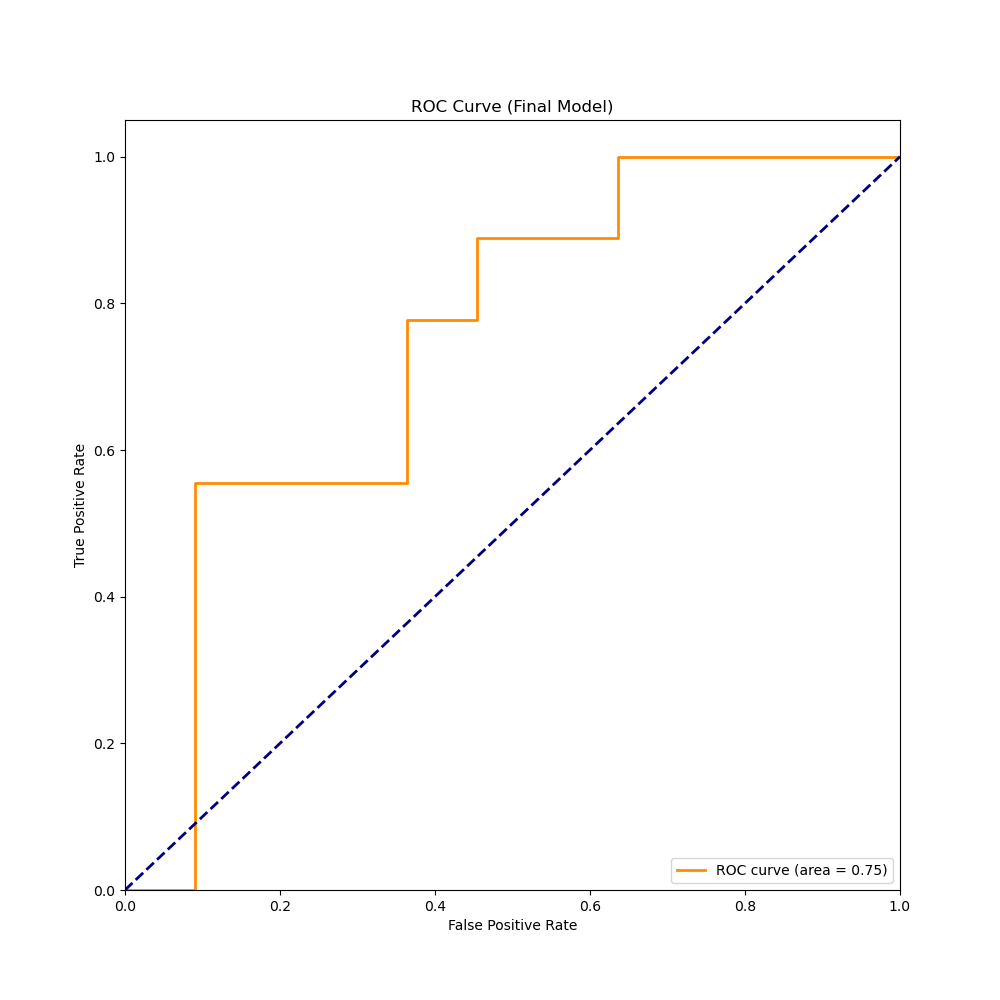 ROC Curve (Final Model)
1.0
0.8
0.6
0.4
0.2
0.0
True Positive Rate
ROC curve (area = 0.75)
0.0 0.2 0.4 0.6 0.8 1.0
False Positive Rate